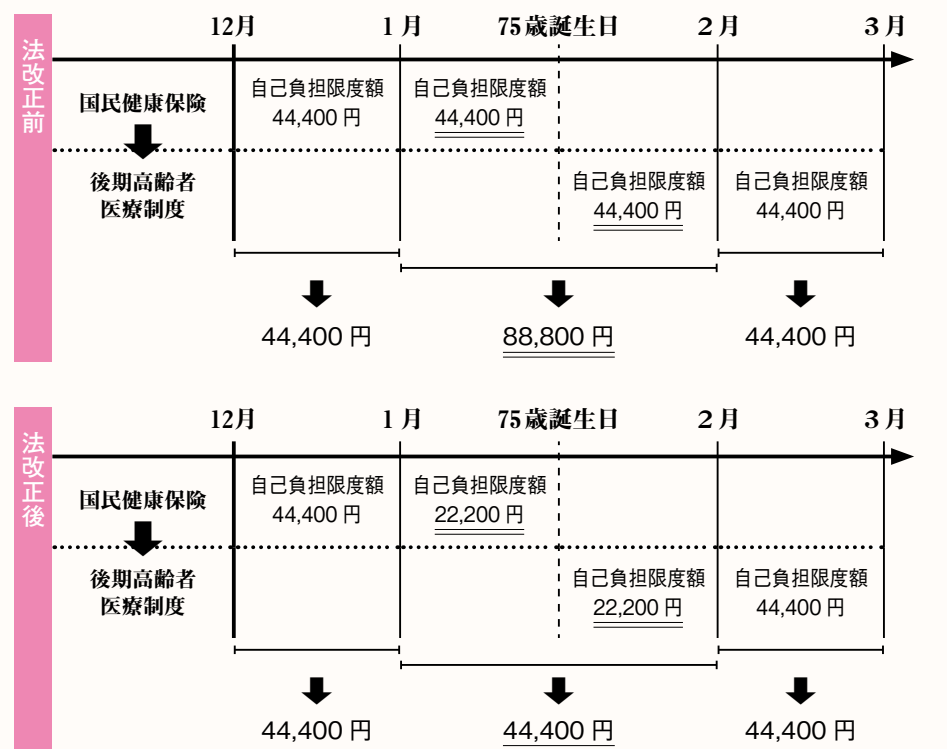 法改正前
12月 1月 75歳誕生日 2月 3月
国民健康保険
自己負担限度額 自己負担限度額
44,400円 44,400円
後期高齢者
医療制度
自己負担限度額 自己負担限度額
44,400円 44,400円
44,400円 88,800円 44,400円
法改正後
12月 1月 75歳誕生日 2月 3月
国民健康保険
自己負担限度額 自己負担限度額
44,400円 22,200円
後期高齢者
医療制度
自己負担限度額 自己負担限度額
22,200円 44,400円
44,400円 44,400円 44,400円